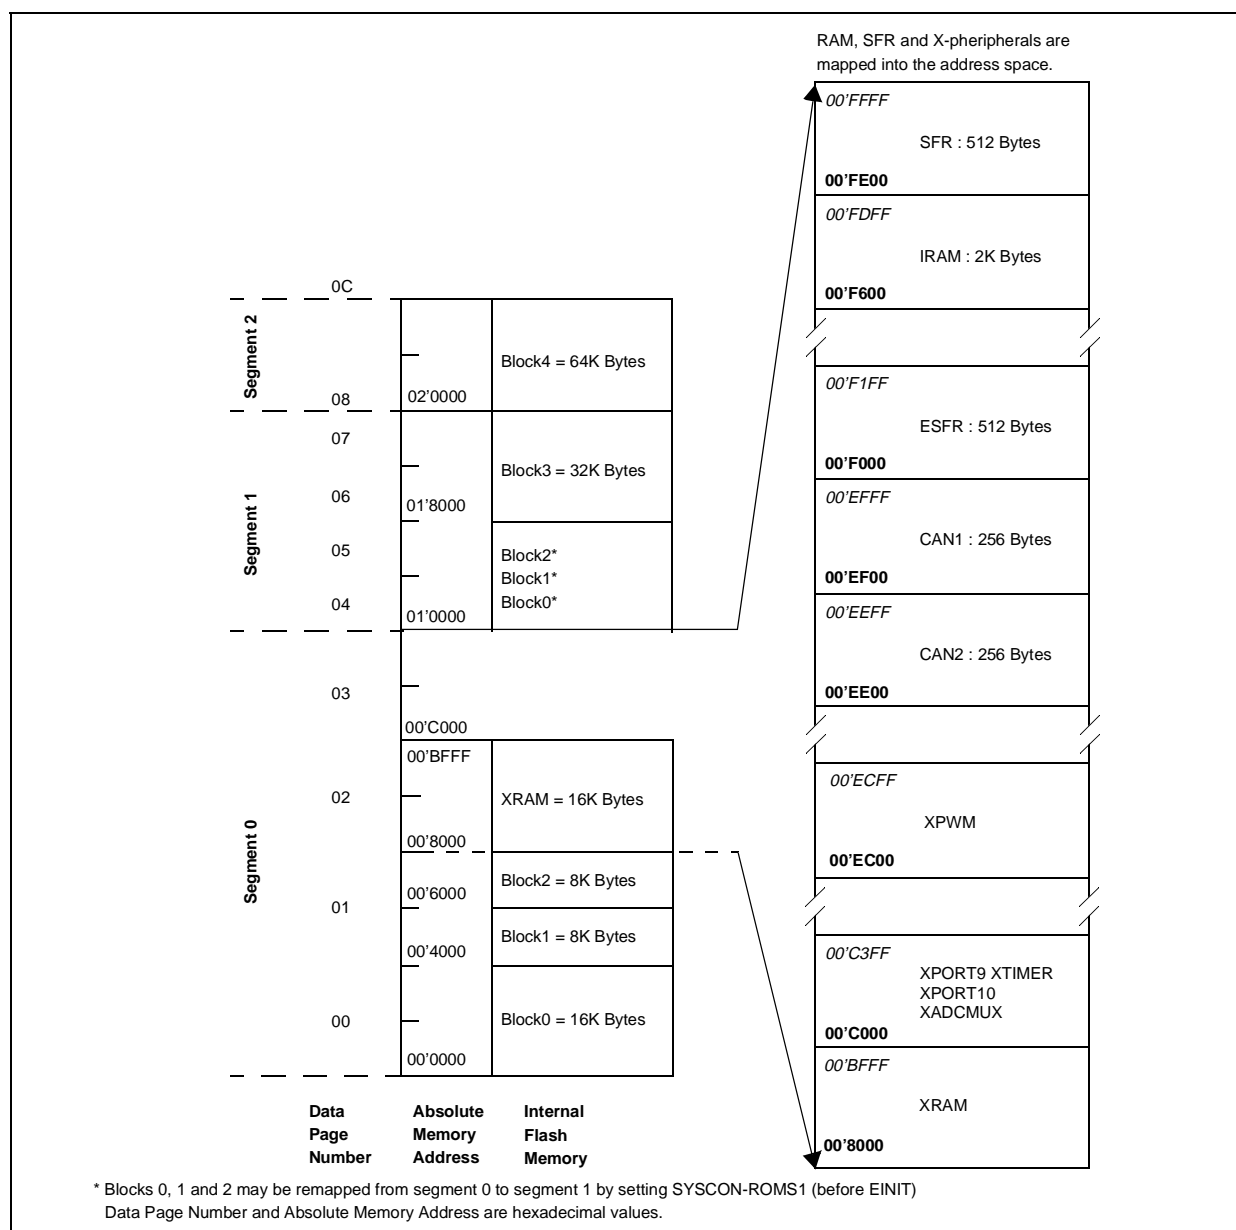 RAM, SFR and X-pheripherals are
mapped into the address space.
00'FFFF
SFR : 512 Bytes
00'FE00
00'FDFF
IRAM : 2K Bytes
00'F600
00'F1FF
ESFR : 512 Bytes
00'F000
00'EFFF
CAN1 : 256 Bytes
00'EF00
00'EEFF
CAN2 : 256 Bytes
00'EE00
00'ECFF
XPWM
00'EC00
00'C3FF
XPORT9 XTIMER
XPORT10
XADCMUX
00'C000
00'BFFF
XRAM
00'8000
0C
Segment 2
Block4 = 64K Bytes
08
02'0000
Segment 1
07
Block3 = 32K Bytes
06
01'8000
05
Block2*
Block1*
04
Block0*
01'0000
Segment 0
03
00'C000
00'BFFF
02
XRAM = 16K Bytes
00'8000
00'6000
Block2 = 8K Bytes
01
00'4000
Block1 = 8K Bytes
00
Block0 = 16K Bytes
00'0000
Data
Page
Number
Absolute
Memory
Address
Internal
Flash
Memory
* Blocks 0, 1 and 2 may be remapped from segment 0 to segment 1 by setting SYSCON-ROMS1 (before EINIT)
Data Page Number and Absolute Memory Address are hexadecimal values.